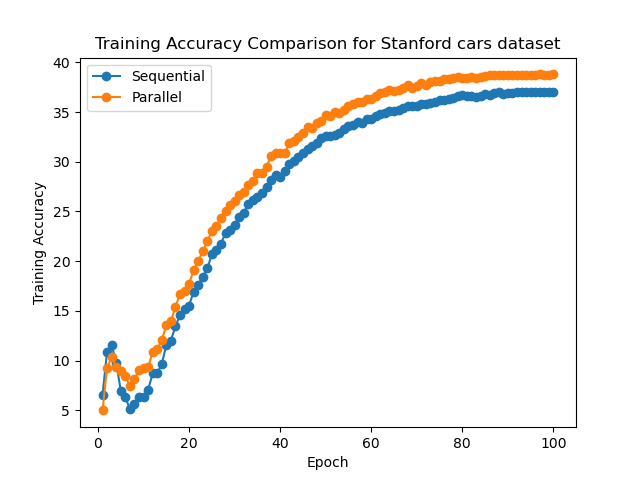 Training Accuracy Comparison for Stanford cars dataset
Sequential
Parallel
Training Accuracy
40
35
30
25
20
15
10
5
0 20 40 60 80 100
Epoch